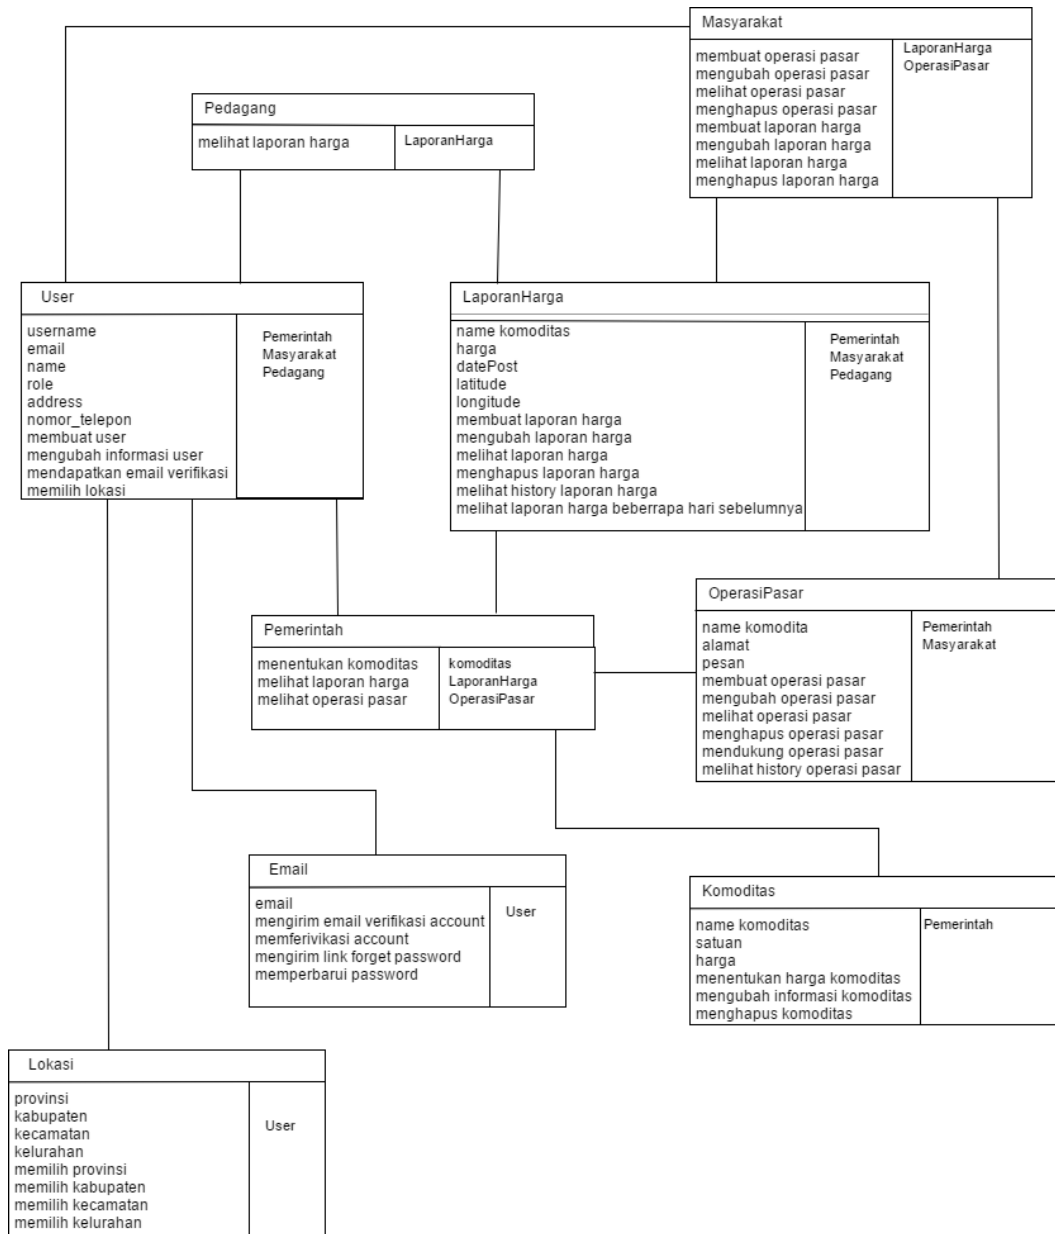 Masyarakat
membuat operasi pasar
mengubah operasi pasar
melihat operasi pasar
menghapus operasi pasar
membuat laporan harga
mengubah laporan harga
melihat laporan harga
menghapus laporan harga
LaporanHarga
OperasiPasar
Pedagang
melihat laporan harga
LaporanHarga
User
username
email
name
role
address
nomor_telepon
membuat user
mengubah informasi user
mendapatkan email verifikasi
memilih lokasi
Pemerintah
Masyarakat
Pedagang
LaporanHarga
name komoditas
harga
datePost
latitude
longitude
membuat laporan harga
mengubah laporan harga
melihat laporan harga
menghapus laporan harga
melihat history laporan harga
melihat laporan harga beberrapa hari sebelumnya
Pemerintah
Masyarakat
Pedagang
Pemerintah
menentukan komoditas
melihat laporan harga
melihat operasi pasar
komoditas
LaporanHarga
OperasiPasar
OperasiPasar
name komodita
alamat
pesan
membuat operasi pasar
mengubah operasi pasar
melihat operasi pasar
menghapus operasi pasar
mendukung operasi pasar
melihat history operasi pasar
Pemerintah
Masyarakat
Email
email
mengirim email verifikasi account
memferivikasi account
mengirim link forget password
memperbarui password
User
Komoditas
name komoditas
satuan
harga
menentukan harga komoditas
mengubah informasi komoditas
menghapus komoditas
Pemerintah
Lokasi
provinsi
kabupaten
kecamatan
kelurahan
memilih provinsi
memilih kabupaten
memilih kecamatan
memilih kelurahan
User